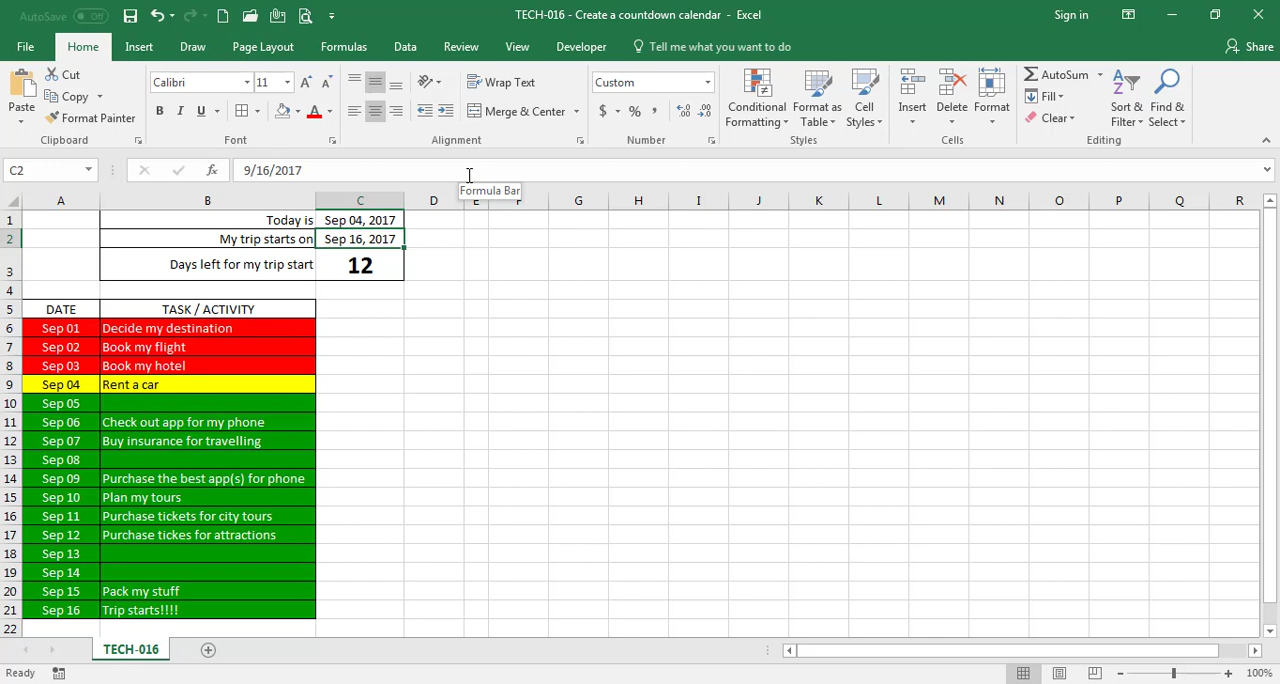 AutoSave Off TECH-016 - Create a countdown calendar - Excel Sign in
File Home Insert Draw Page Layout Formulas Data Review View Developer Tell me what you want to do Share
Paste Cut Copy Format Painter
Calibri 11 B I U A
Wrap Text Merge & Center
Custom $ % ,
Conditional Formatting Format as Table Cell Styles
Insert Delete Format
AutoSum Fill Clear Sort & Filter Find & Select
Clipboard Font Alignment Number Styles Cells Editing
C2 fx 9/16/2017
Formula Bar
A B C D E F G H I J K L M N O P Q R
1 Today is Sep 04, 2017
2 My trip starts on Sep 16, 2017
3 Days left for my trip start 12
4
5 DATE TASK / ACTIVITY
6 Sep 01 Decide my destination
7 Sep 02 Book my flight
8 Sep 03 Book my hotel
9 Sep 04 Rent a car
10 Sep 05
11 Sep 06 Check out app for my phone
12 Sep 07 Buy insurance for travelling
13 Sep 08
14 Sep 09 Purchase the best app(s) for phone
15 Sep 10 Plan my tours
16 Sep 11 Purchase tickets for city tours
17 Sep 12 Purchase tickes for attractions
18 Sep 13
19 Sep 14
20 Sep 15 Pack my stuff
21 Sep 16 Trip starts!!!!
22
TECH-016
Ready 100%